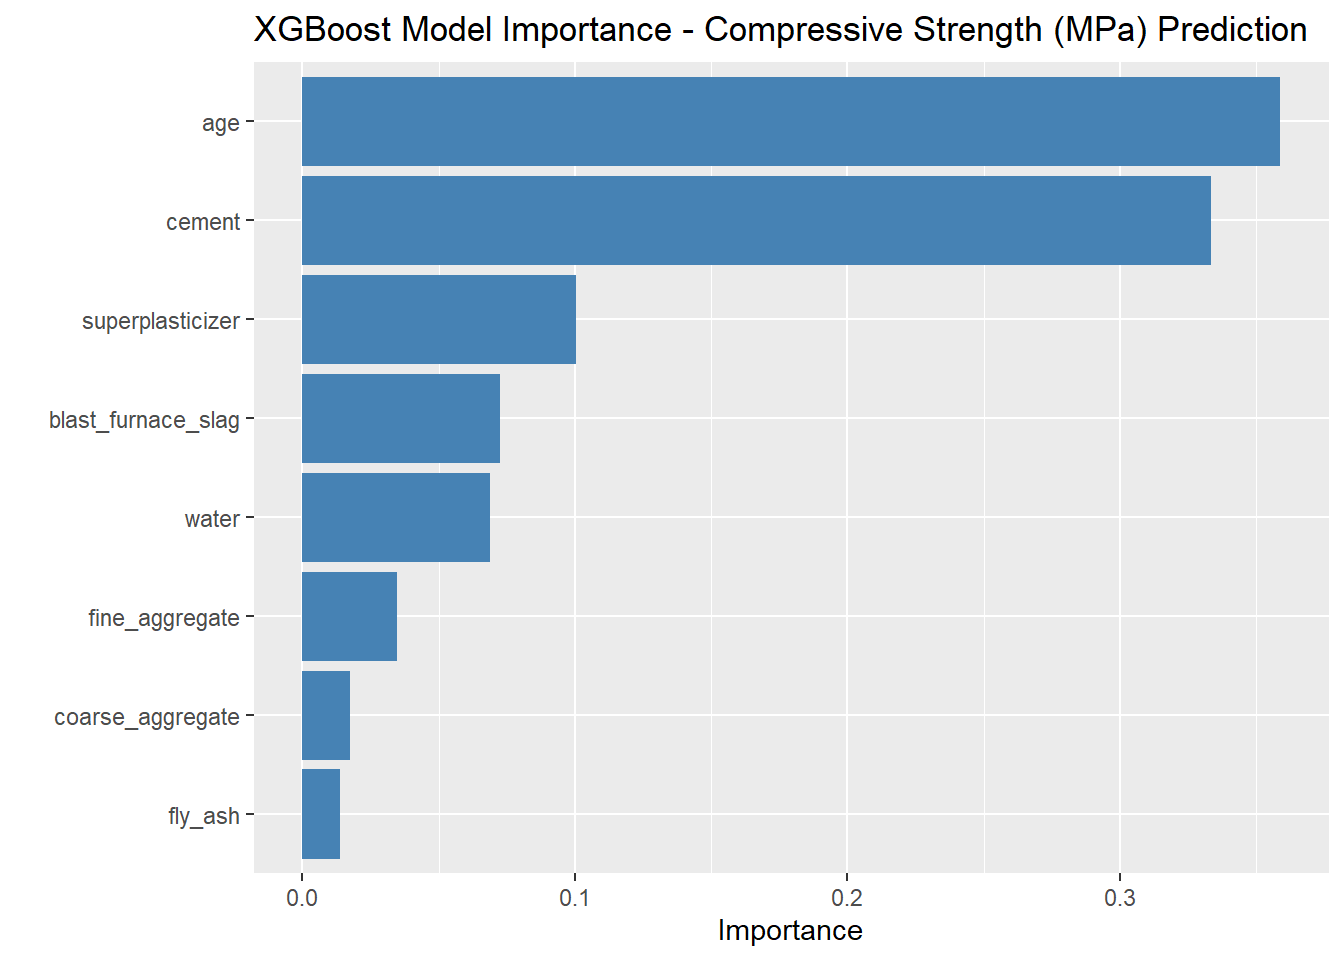 XGBoost Model Importance - Compressive Strength (MPa) Prediction
age
cement
superplasticizer
blast_furnace_slag
water
fine_aggregate
coarse_aggregate
fly_ash
0.0 0.1 0.2 0.3
Importance